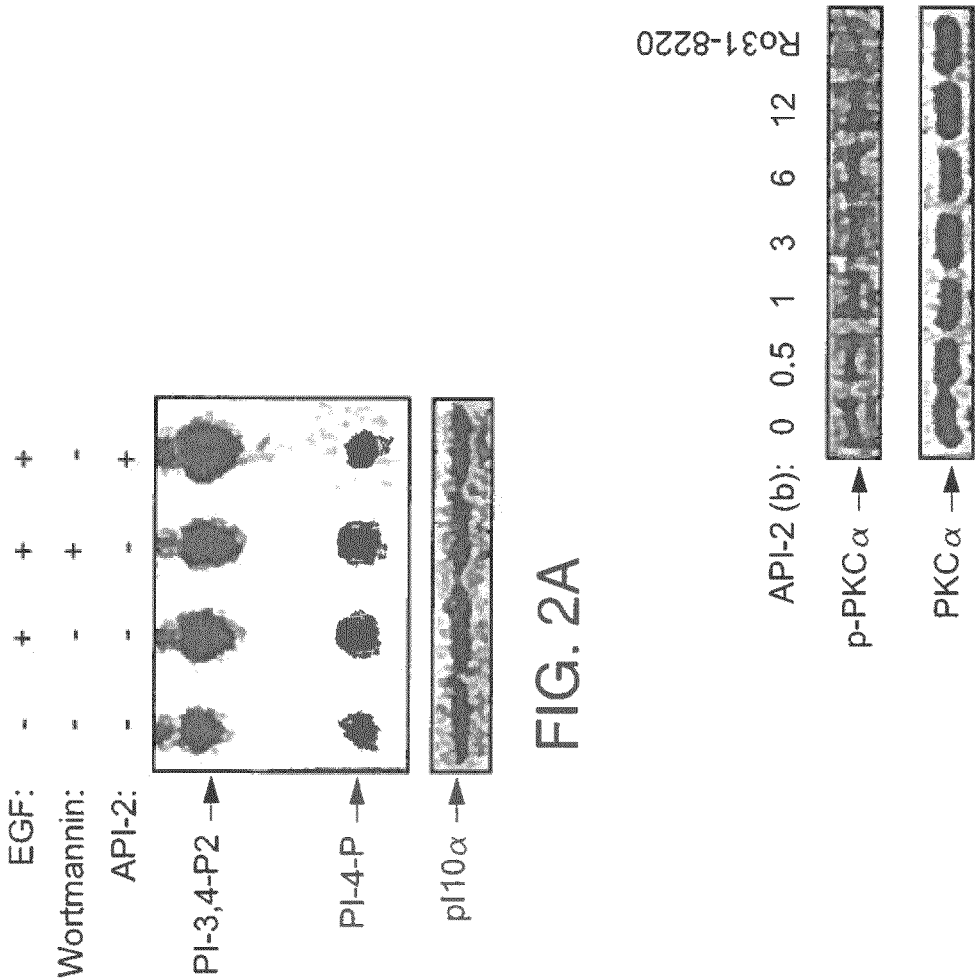 EGF: - + + +
Wortmannin: - - + -
API-2: - - - +
PI-3,4-P2
PI-4-P
pI10α
FIG. 2A
API-2 (b): 0 0.5 1 3 6 12 Ro31-8220
p-PKCα
PKCα